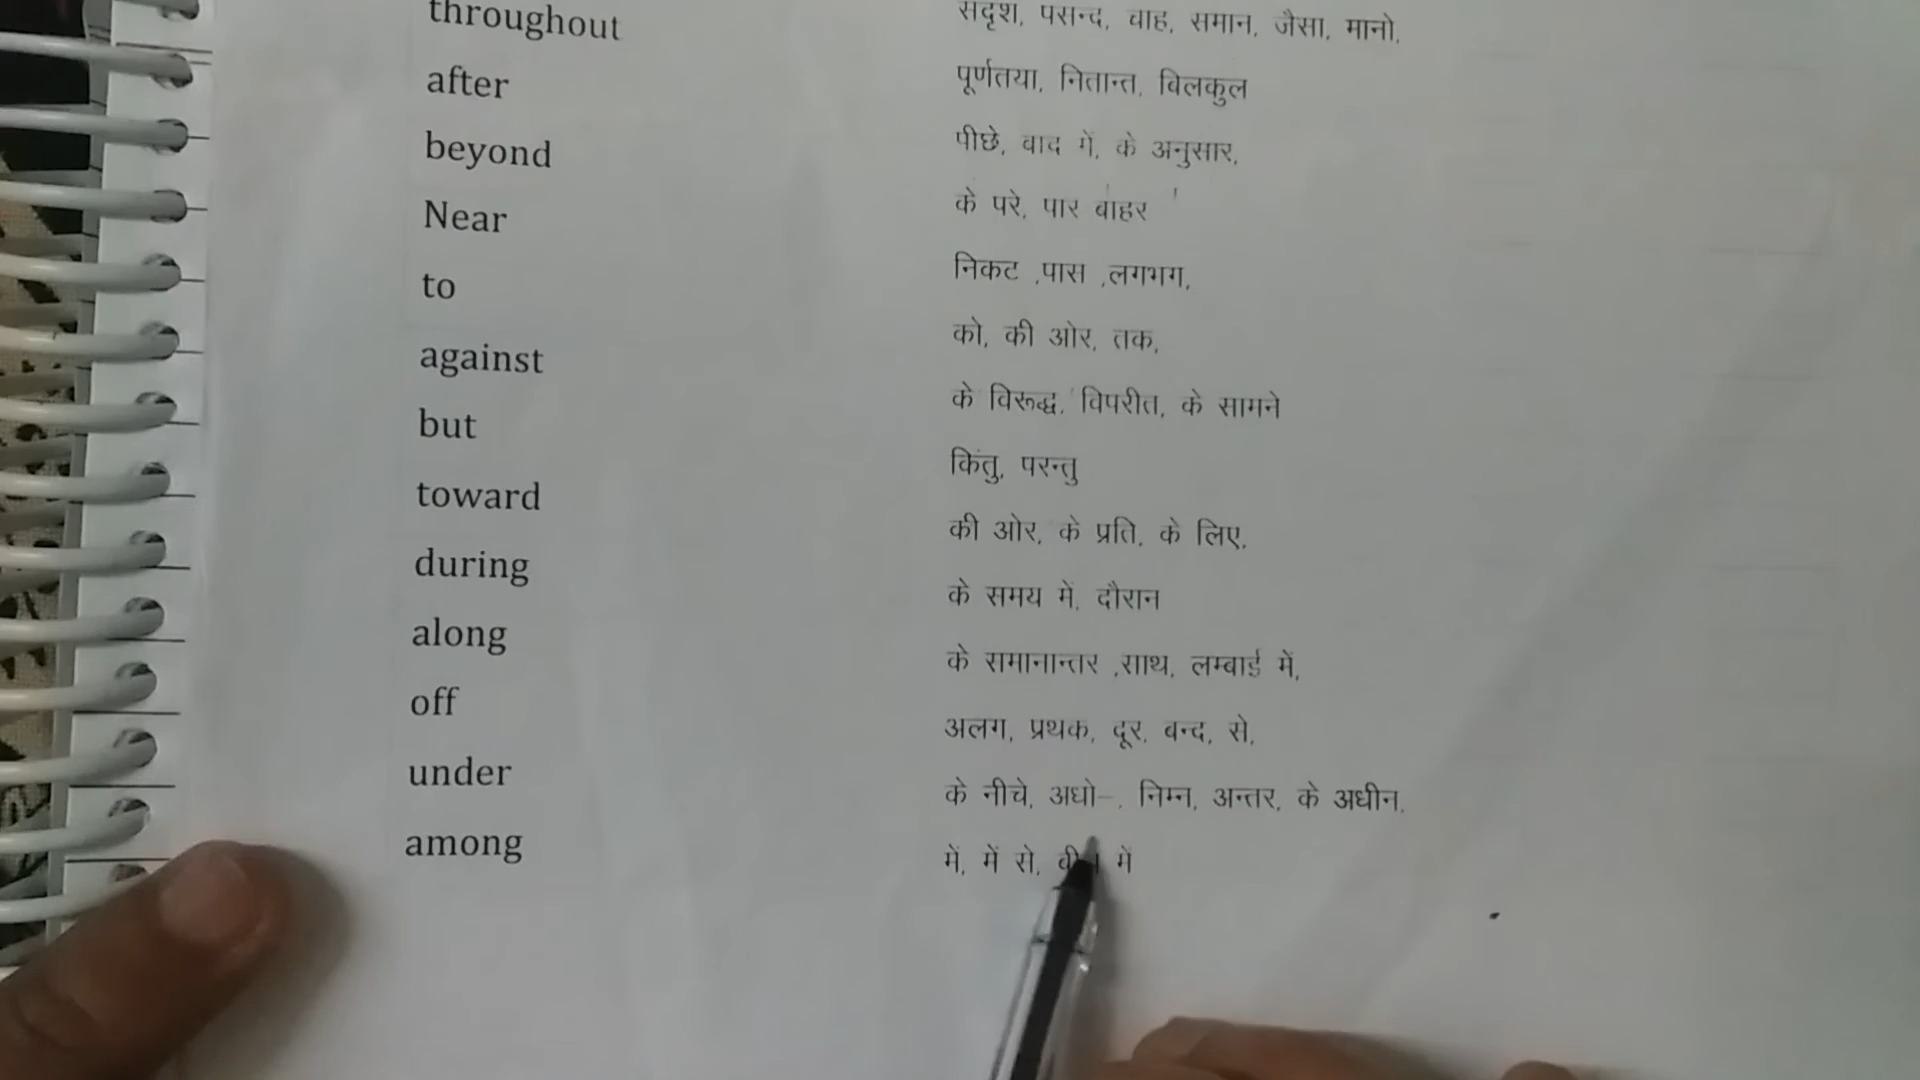 throughout
after
beyond
Near
to
against
but
toward
during
along
off
under
among
सदृश, पसन्द, वाह, समान, जैसा, मानो,
पूर्णतया, नितान्त, विलकुल
पीछे, वाद में, के अनुसार,
के परे, पार बाहर
निकट ,पास ,लगभग,
को, की ओर, तक,
के विरूद्ध, विपरीत, के सामने
किंतु, परन्तु
की ओर, के प्रति, के लिए,
के समय में, दौरान
के समानान्तर ,साथ, लम्बाई में,
अलग, प्रथक, दूर, बन्द, से,
के नीचे, अधो-, निम्न, अन्तर, के अधीन,
में, में से, में